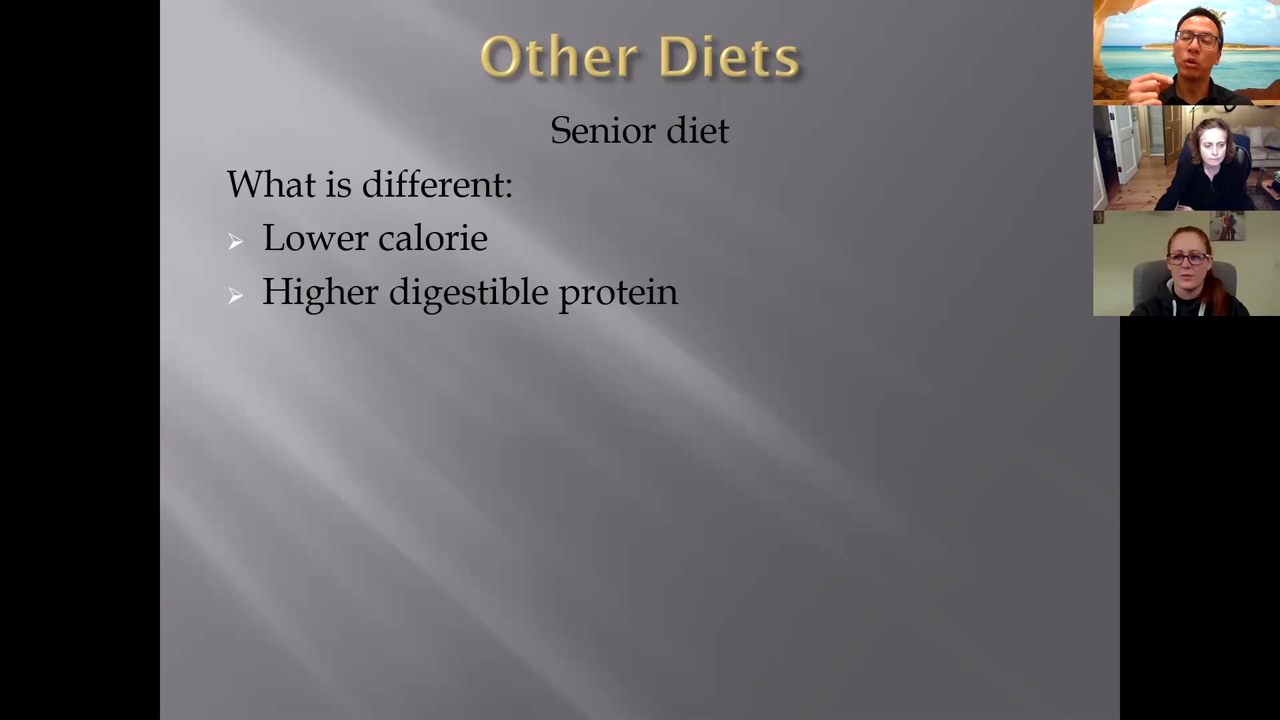 Other Diets
Senior diet
What is different:
Lower calorie
Higher digestible protein